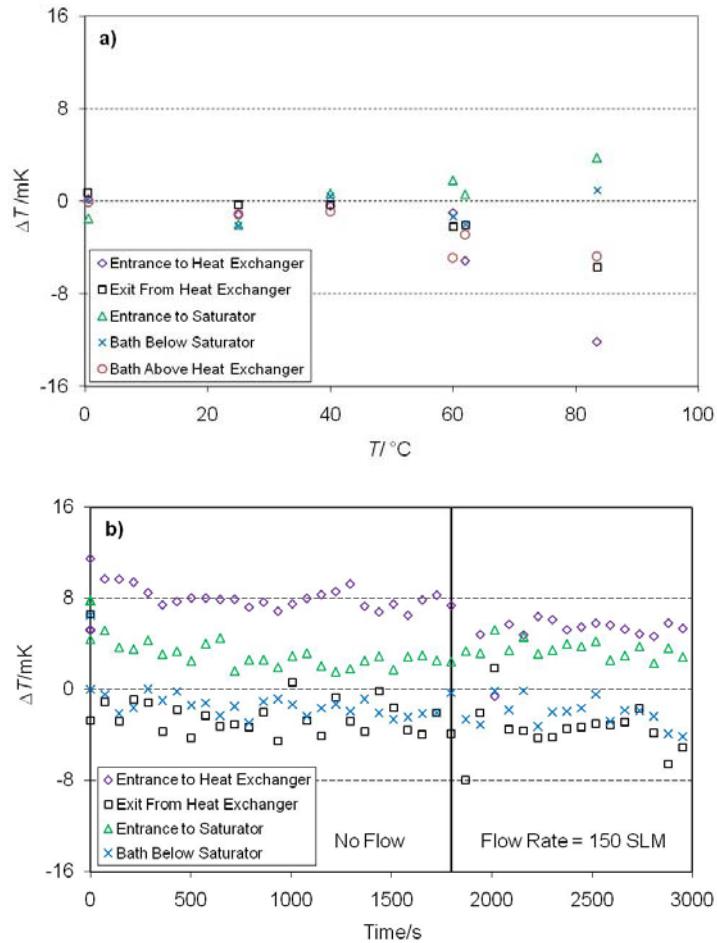 a)
16
8
0
-8
-16
ΔT/mK
Entrance to Heat Exchanger
Exit From Heat Exchanger
Entrance to Saturator
Bath Below Saturator
Bath Above Heat Exchanger
0 20 40 60 80 100
T/ °C
b)
16
8
0
-8
-16
ΔT/mK
Entrance to Heat Exchanger
Exit From Heat Exchanger
Entrance to Saturator
Bath Below Saturator
No Flow
Flow Rate = 150 SLM
0 500 1000 1500 2000 2500 3000
Time/s